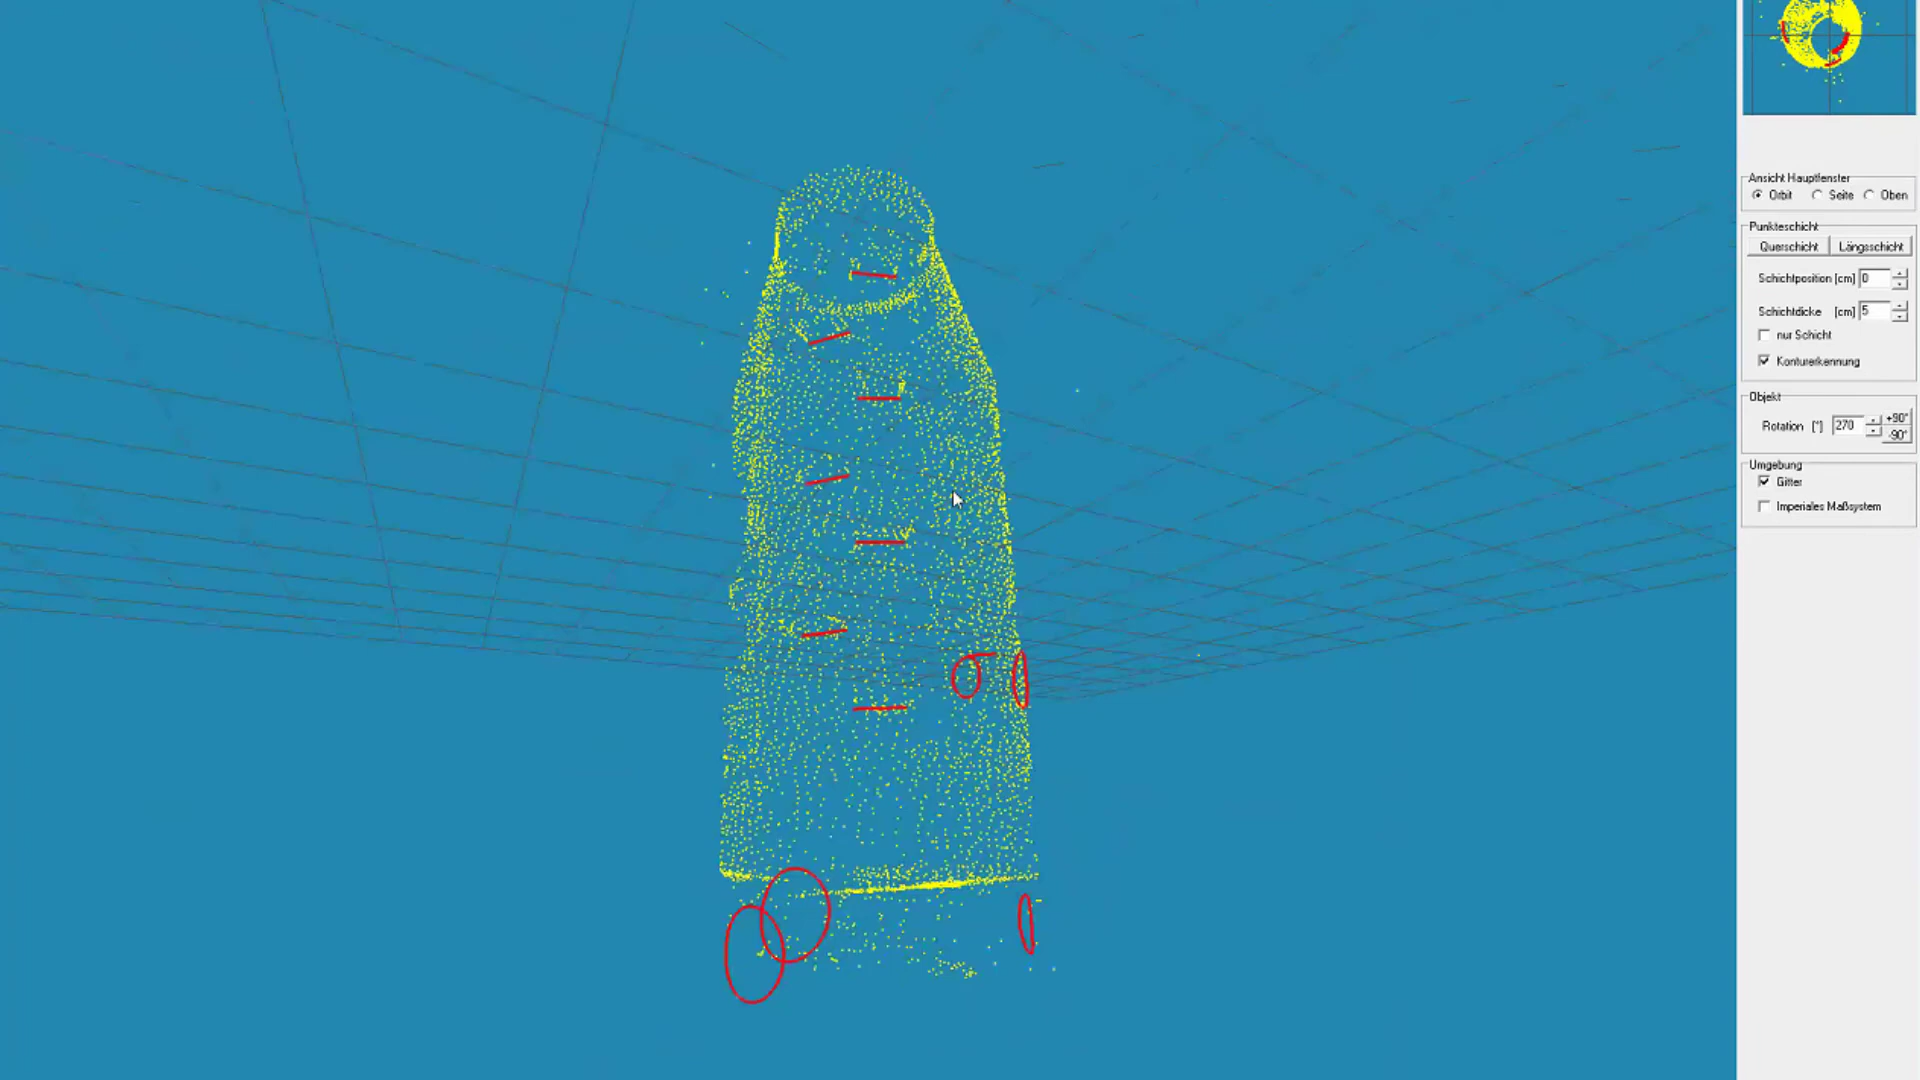 Ansicht Hauptfenster
Orbit Seite Oben
Punkteschicht
Querschicht Längsschicht
Schichtposition [cm] 0
Schichtdicke [cm] 5
nur Schicht
Konturerkennung
Objekt
Rotation [°] 270 +90°
-90°
Umgebung
Gitter
Imperiales Maßsystem